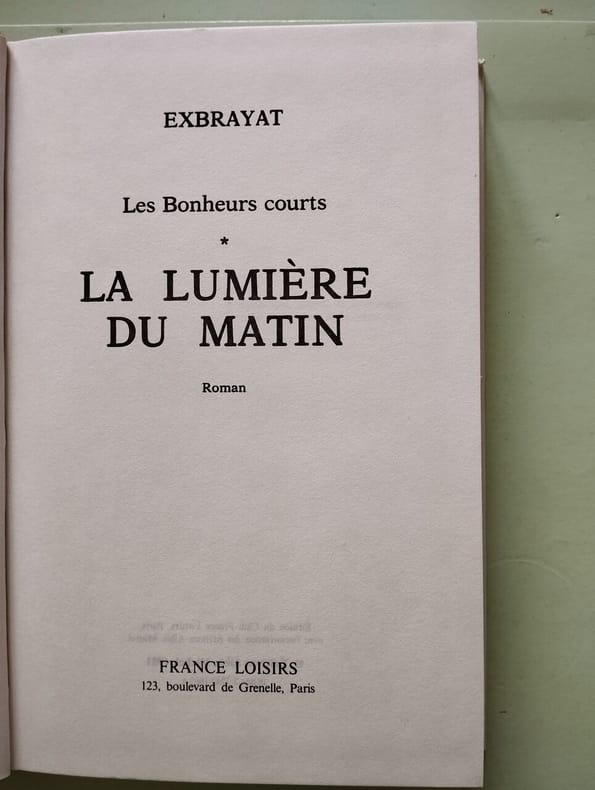 EXBRAYAT
Les Bonheurs courts
*
LA LUMIÈRE
DU MATIN
Roman
FRANCE LOISIRS
123, boulevard de Grenelle, Paris